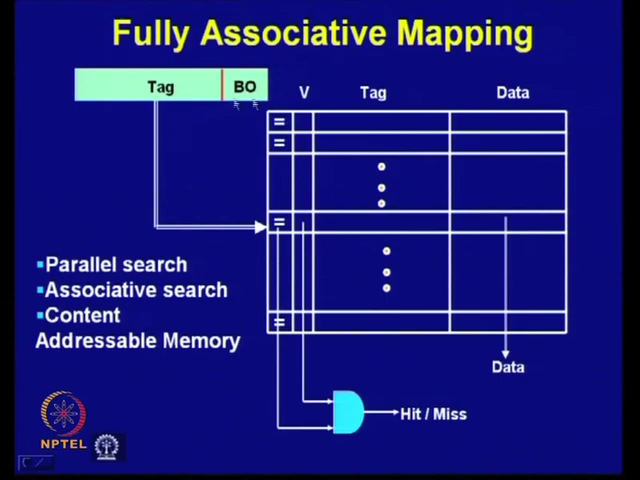 Fully Associative Mapping
Tag BO
V Tag Data
=
=
=
=
▪Parallel search
▪Associative search
▪Content
Addressable Memory
Data
Hit / Miss
NPTEL